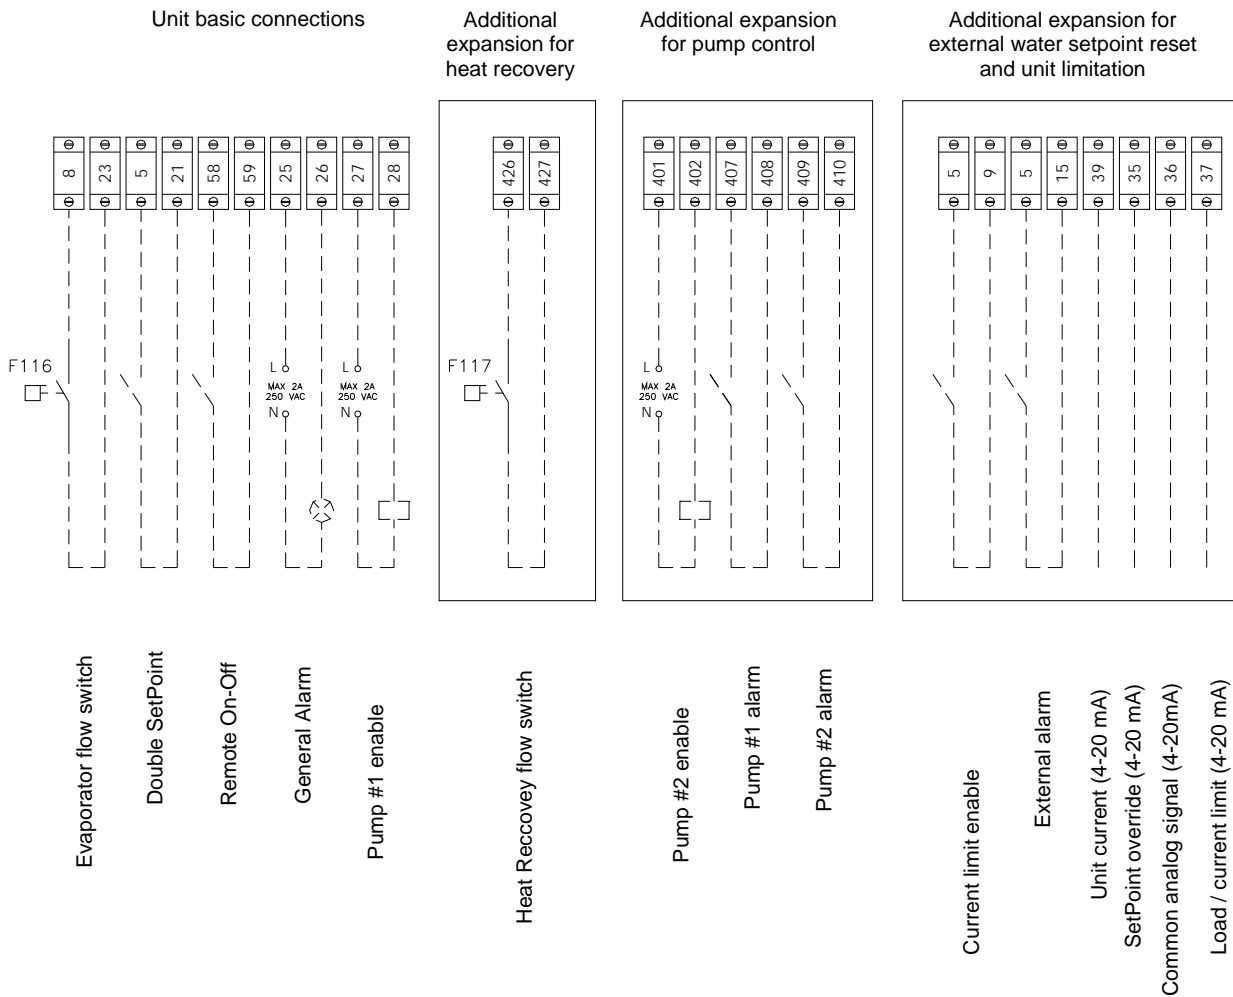 Unit basic connections
Additional
expansion for
heat recovery
Additional expansion
for pump control
Additional expansion for
external water setpoint reset
and unit limitation
8 23 5 21 58 59 25 26 27 28
426 427
401 402 407 408 409 410
5 9 5 15 39 35 36 37
F116
L
MAX 2A
250 VAC
N
L
MAX 2A
250 VAC
N
F117
L
MAX 2A
250 VAC
N
Evaporator flow switch
Double SetPoint
Remote On-Off
General Alarm
Pump #1 enable
Heat Reccovey flow switch
Pump #2 enable
Pump #1 alarm
Pump #2 alarm
Current limit enable
External alarm
Unit current (4-20 mA)
SetPoint override (4-20 mA)
Common analog signal (4-20mA)
Load / current limit (4-20 mA)